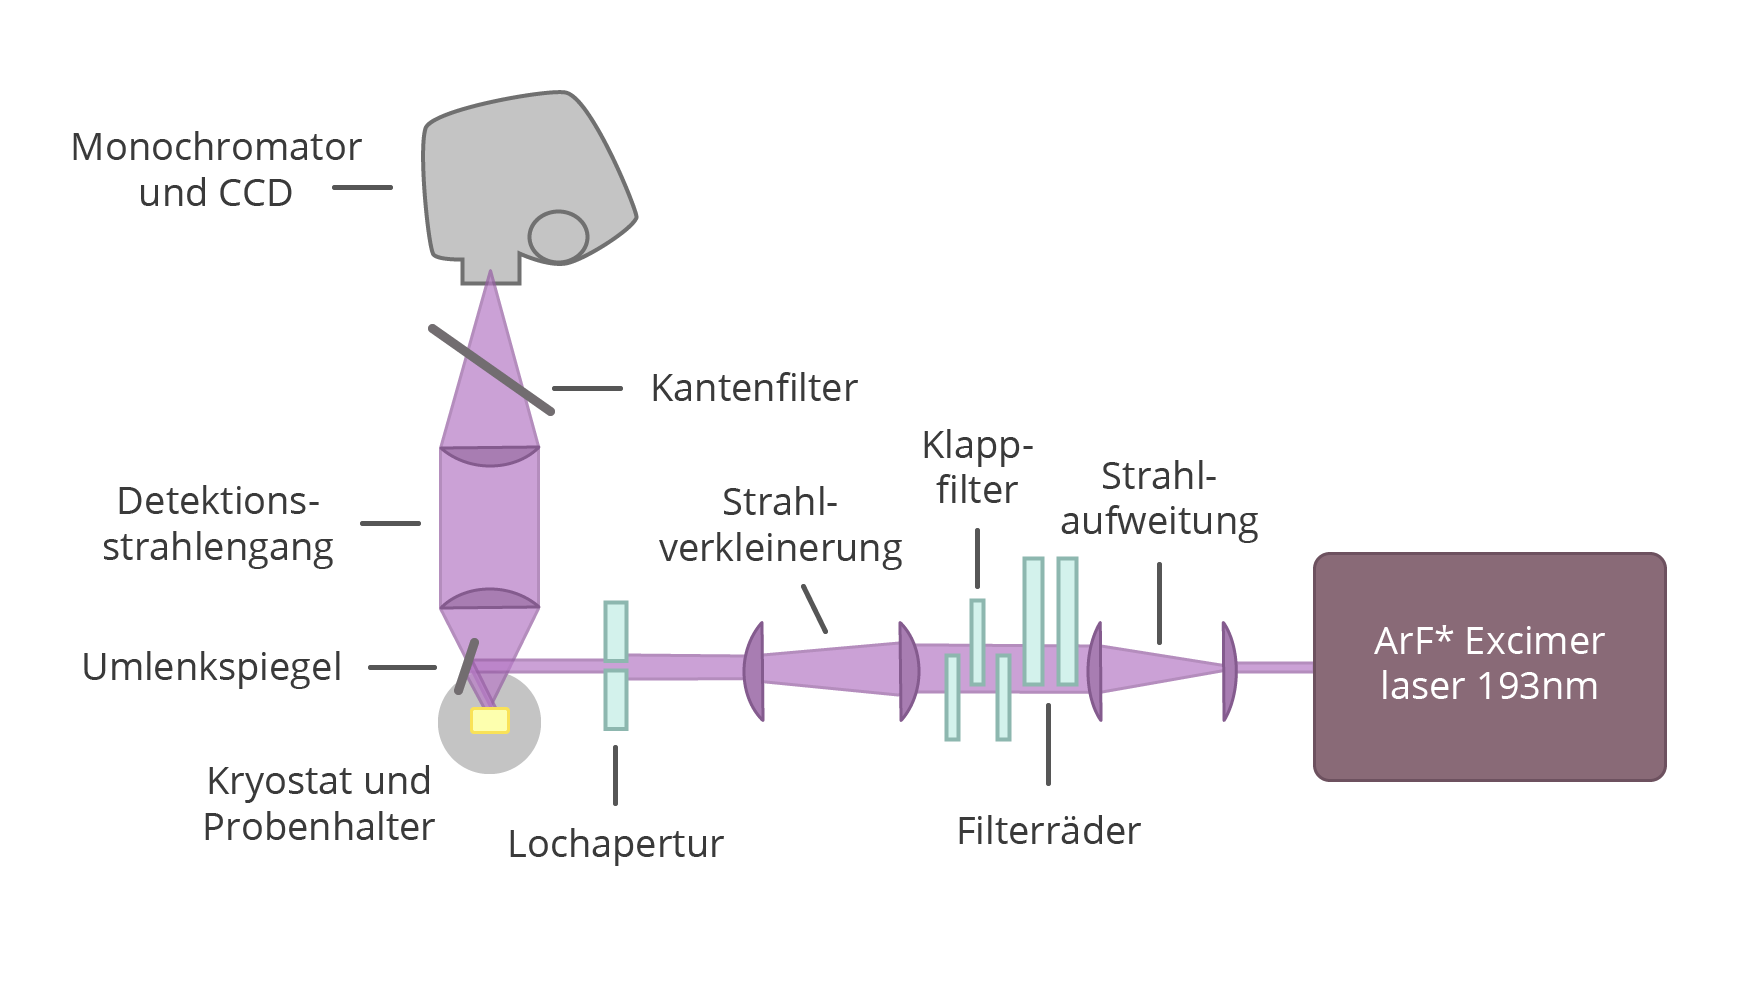 Monochromator
und CCD
Kantenfilter
Klapp-
filter
Strahl-
aufweitung
Detektions-
strahlengang
Strahl-
verkleinerung
ArF* Excimer
laser 193nm
Umlenkspiegel
Kryostat und
Probenhalter
Lochapertur
Filterräder